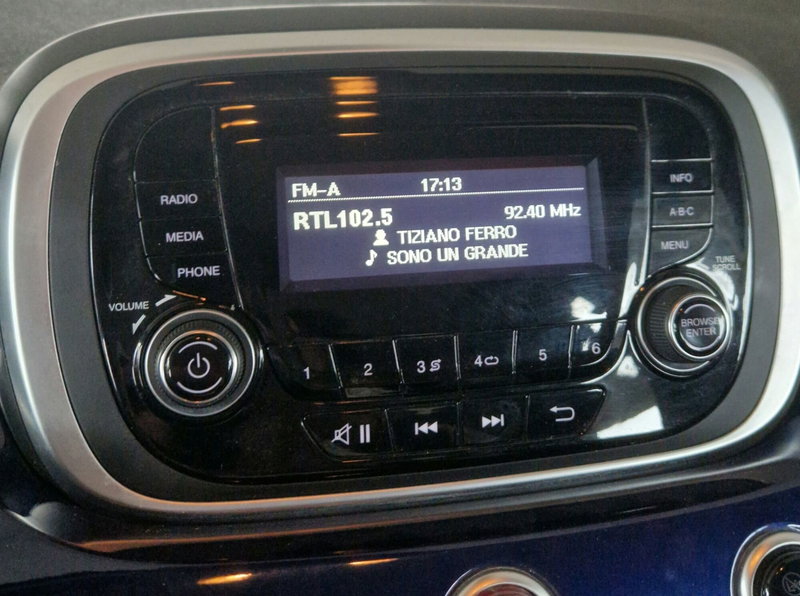 FM-A 17:13
RTL102.5 92.40 MHz
TIZIANO FERRO
SONO UN GRANDE
RADIO
MEDIA
PHONE
VOLUME
INFO
A·B·C
MENU
TUNE
SCROLL
BROWSE
ENTER
1 2 3 4 5 6